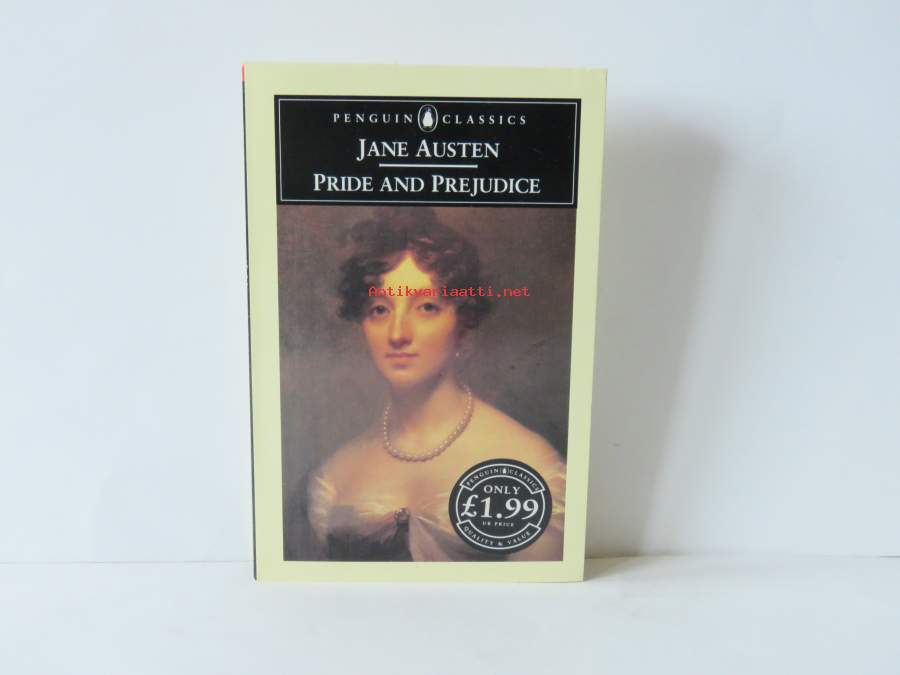 PENGUIN CLASSICS
JANE AUSTEN
PRIDE AND PREJUDICE
Antikvariaatti.net
PENGUIN CLASSICS
ONLY
£1.99
UK PRICE
QUALITY & VALUE